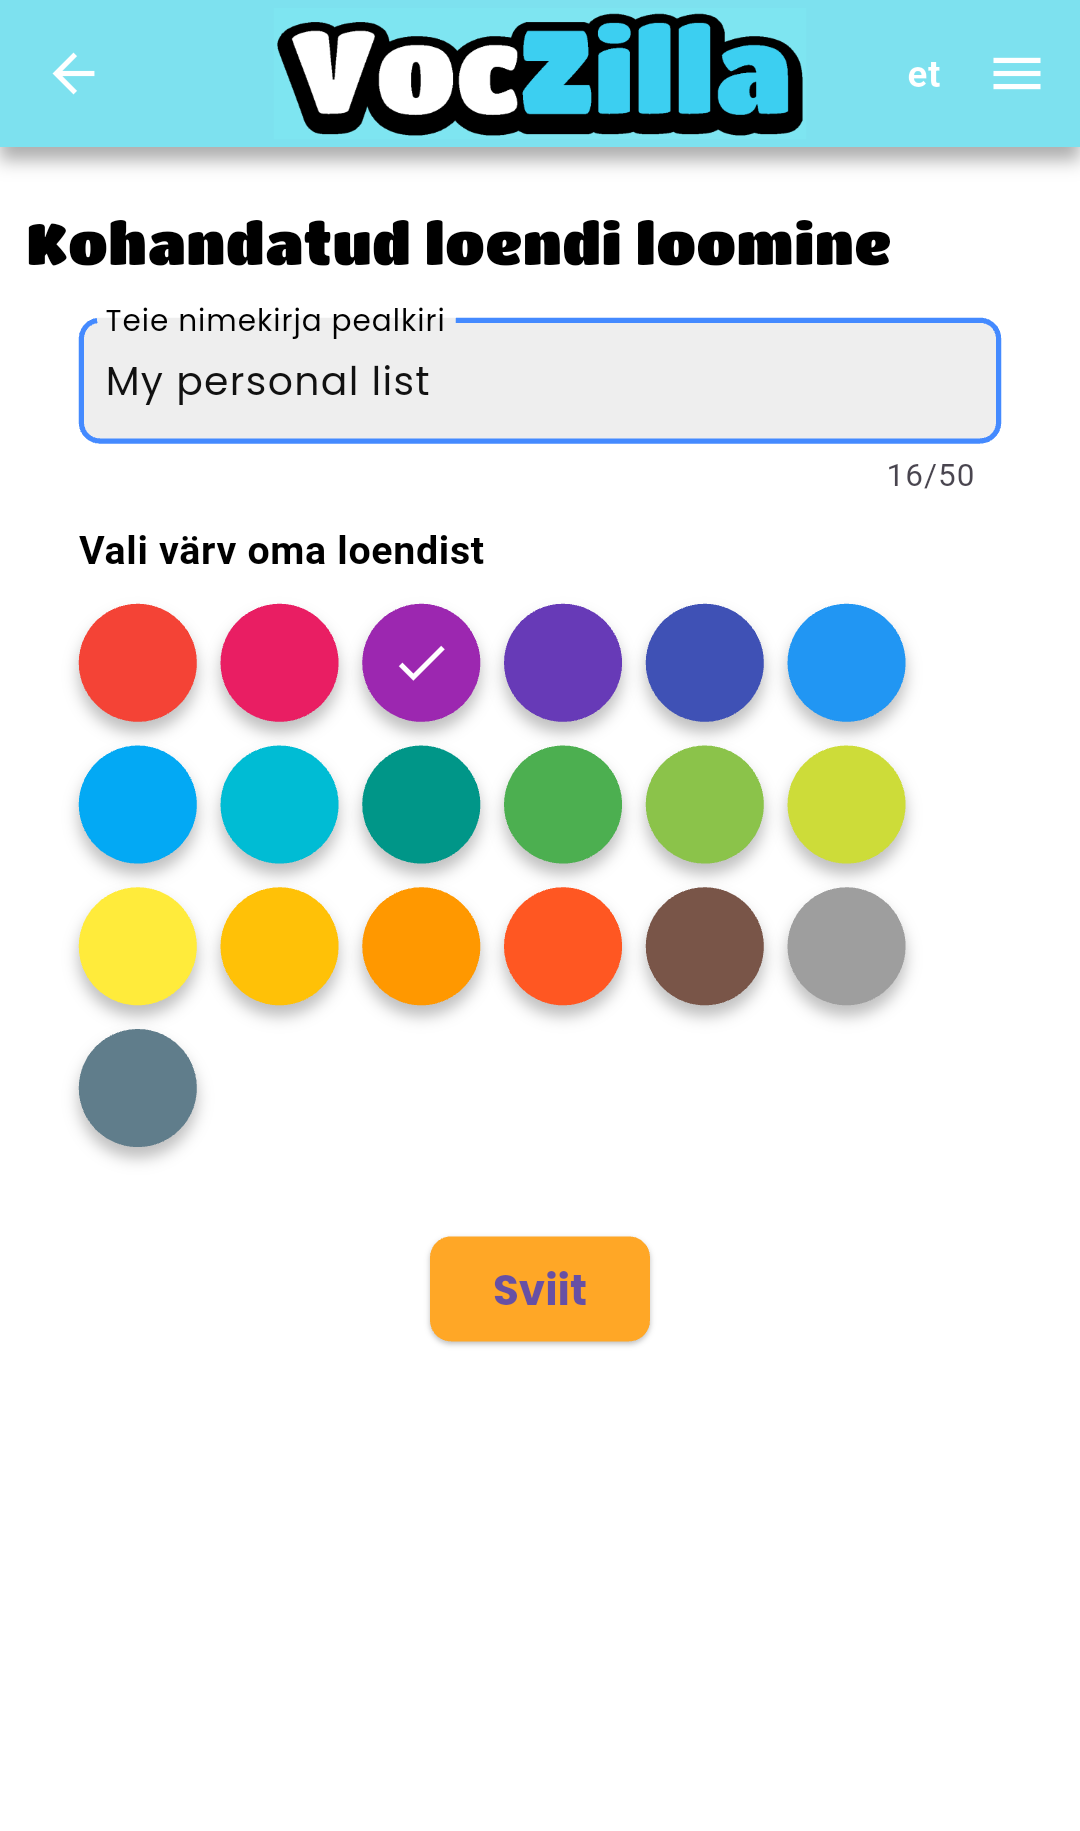 VocZilla
et
Kohandatud loendi loomine
Teie nimekirja pealkiri
My personal list
16/50
Vali värv oma loendist
Sviit